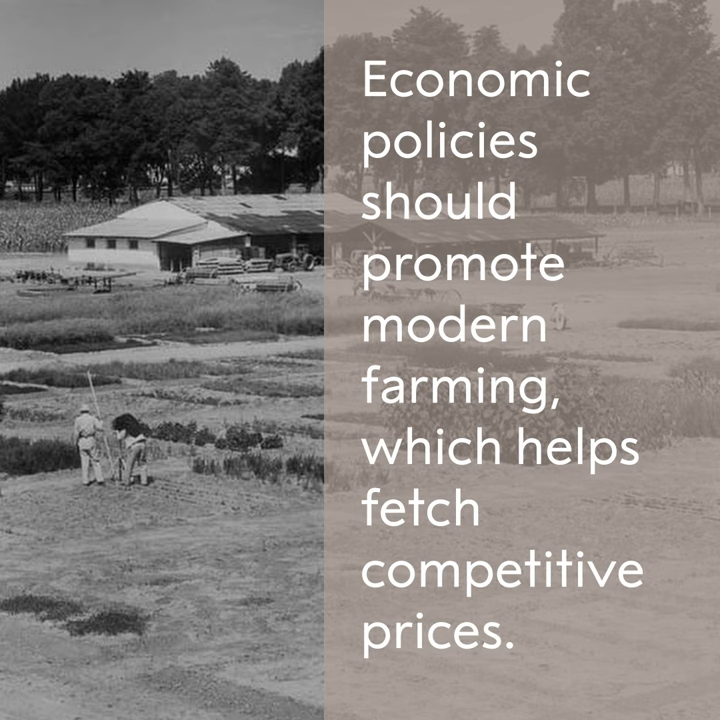 Economic
policies
should
promote
modern
farming,
which helps
fetch
competitive
prices.